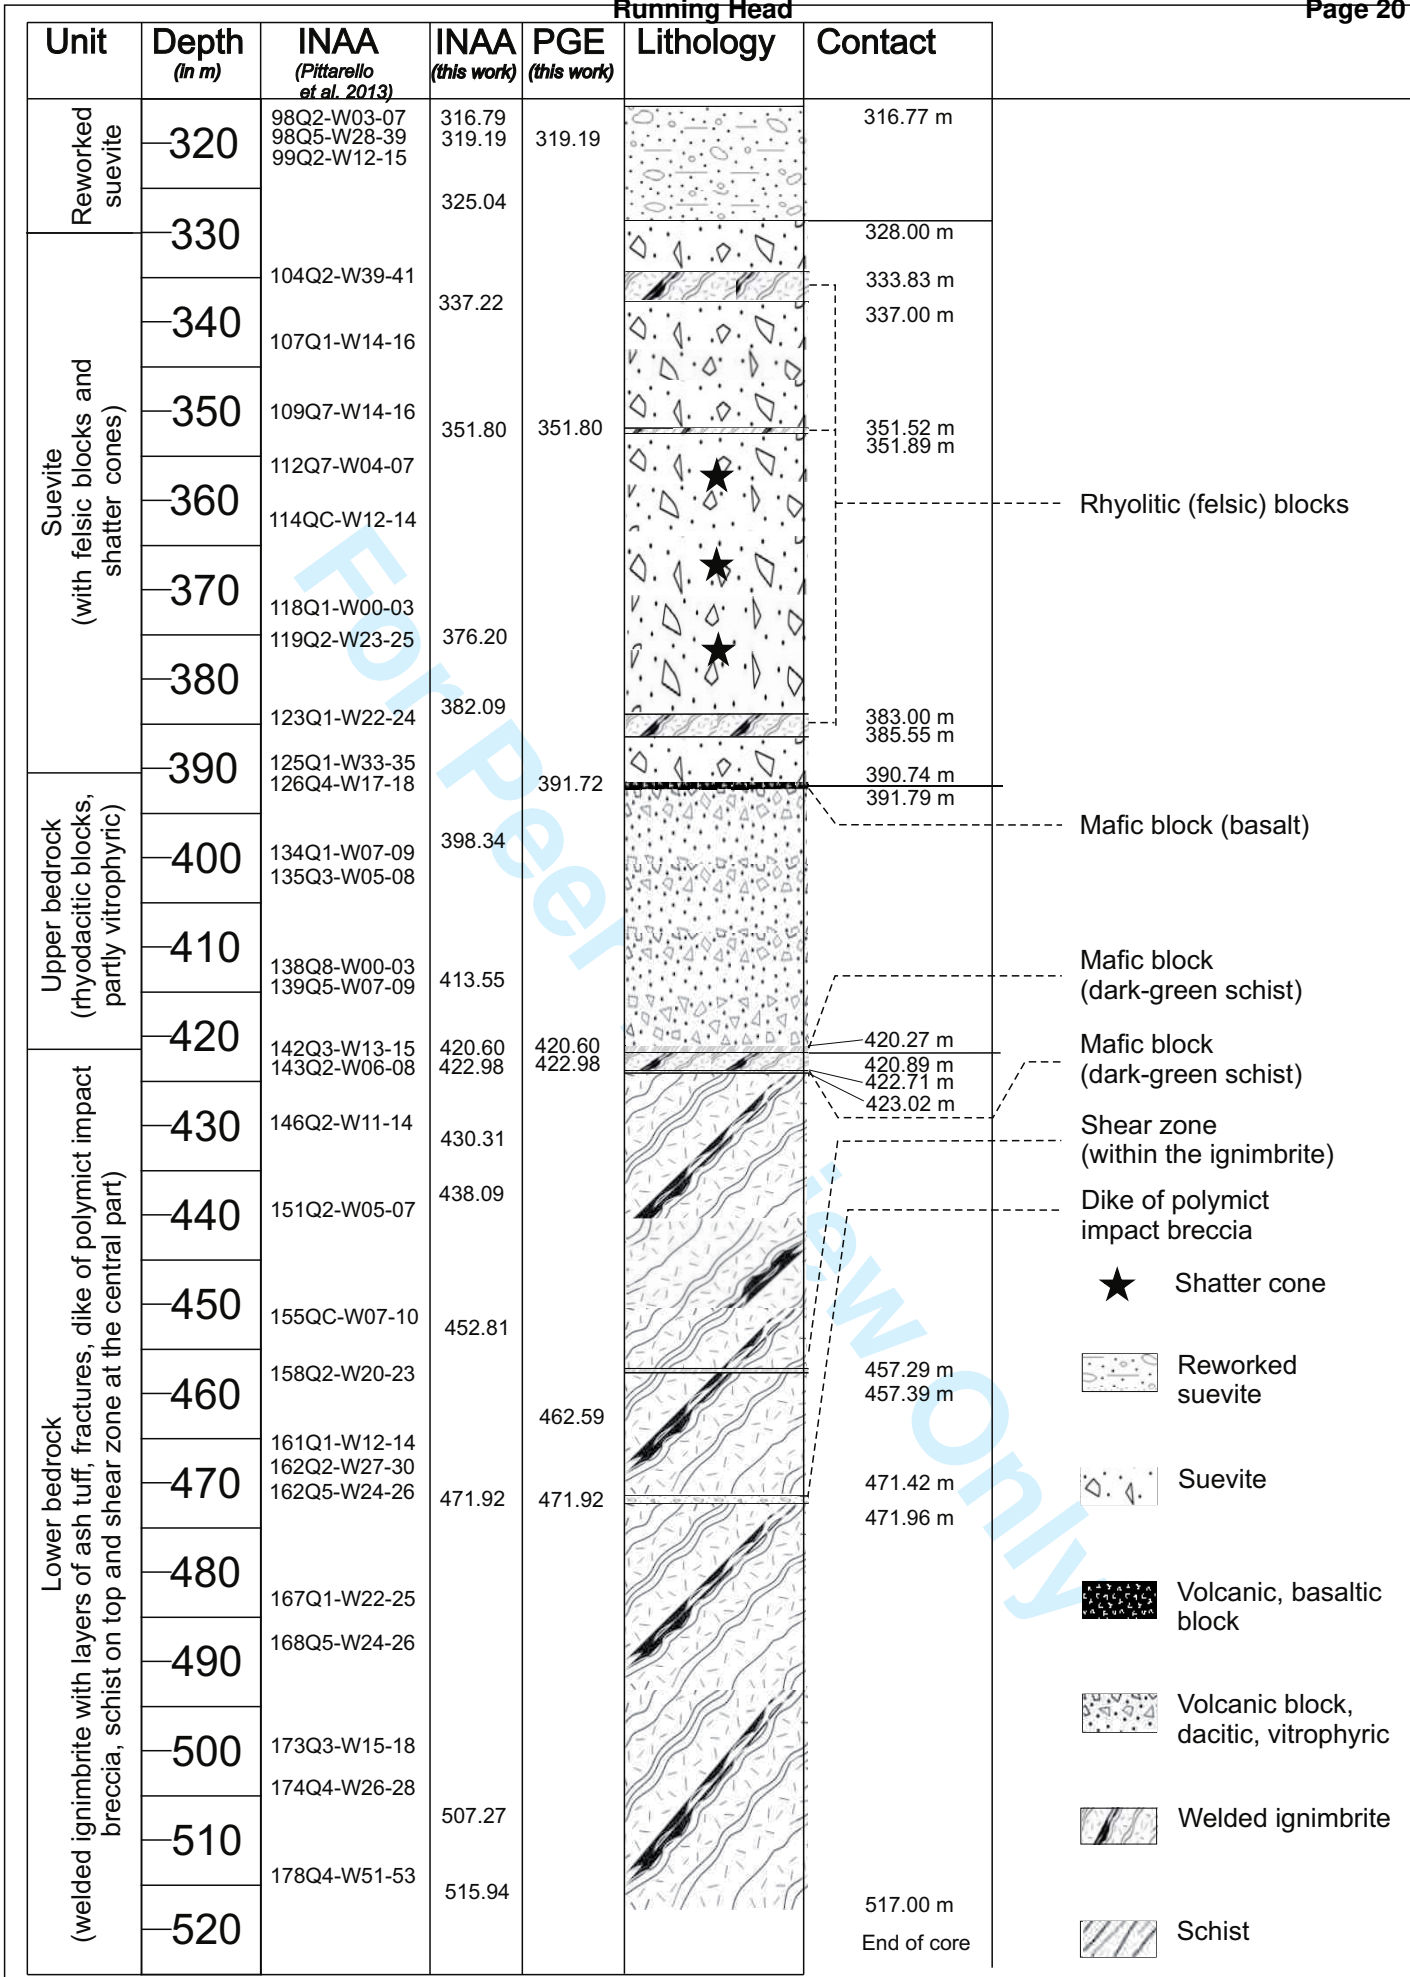 Running Head
Page 20
Unit
Depth
(in m)
INAA
(Pittarello
et al. 2013)
INAA
(this work)
PGE
(this work)
Lithology
Contact
Reworked
suevite
Suevite
(with felsic blocks and
shatter cones)
Upper bedrock
(rhyodacitic blocks,
partly vitrophyric)
Lower bedrock
(welded ignimbrite with layers of ash tuff, fractures, dike of polymict impact
breccia, schist on top and shear zone at the central part)
320
330
340
350
360
370
380
390
400
410
420
430
440
450
460
470
480
490
500
510
520
98Q2-W03-07
98Q5-W28-39
99Q2-W12-15
104Q2-W39-41
107Q1-W14-16
109Q7-W14-16
112Q7-W04-07
114QC-W12-14
118Q1-W00-03
119Q2-W23-25
123Q1-W22-24
125Q1-W33-35
126Q4-W17-18
134Q1-W07-09
135Q3-W05-08
138Q8-W00-03
139Q5-W07-09
142Q3-W13-15
143Q2-W06-08
146Q2-W11-14
151Q2-W05-07
155QC-W07-10
158Q2-W20-23
161Q1-W12-14
162Q2-W27-30
162Q5-W24-26
167Q1-W22-25
168Q5-W24-26
173Q3-W15-18
174Q4-W26-28
178Q4-W51-53
316.79
319.19
325.04
337.22
351.80
376.20
382.09
398.34
413.55
420.60
422.98
430.31
438.09
452.81
471.92
507.27
515.94
319.19
351.80
391.72
420.60
422.98
462.59
471.92
316.77 m
328.00 m
333.83 m
337.00 m
351.52 m
351.89 m
383.00 m
385.55 m
390.74 m
391.79 m
420.27 m
420.89 m
422.71 m
423.02 m
457.29 m
457.39 m
471.42 m
471.96 m
517.00 m
End of core
Rhyolitic (felsic) blocks
Mafic block (basalt)
Mafic block
(dark-green schist)
Mafic block
(dark-green schist)
Shear zone
(within the ignimbrite)
Dike of polymict
impact breccia
Shatter cone
Reworked
suevite
Suevite
Volcanic, basaltic
block
Volcanic block,
dacitic, vitrophyric
Welded ignimbrite
Schist
For Peer iew Only